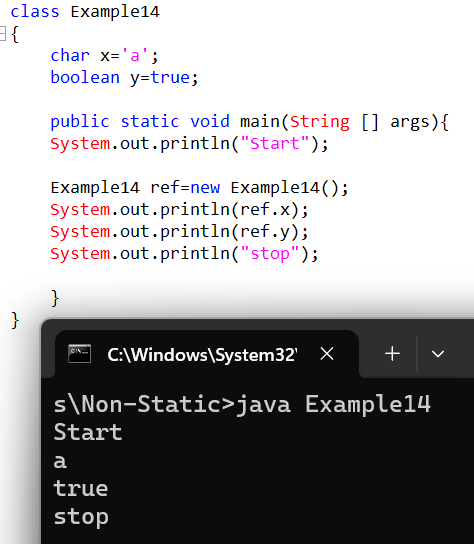 class Example14
{
char x='a';
boolean y=true;
public static void main(String [] args){
System.out.println("Start");
Example14 ref=new Example14();
System.out.println(ref.x);
System.out.println(ref.y);
System.out.println("stop");
}
}
C:\Windows\System32\
s\Non-Static>java Example14
Start
a
true
stop